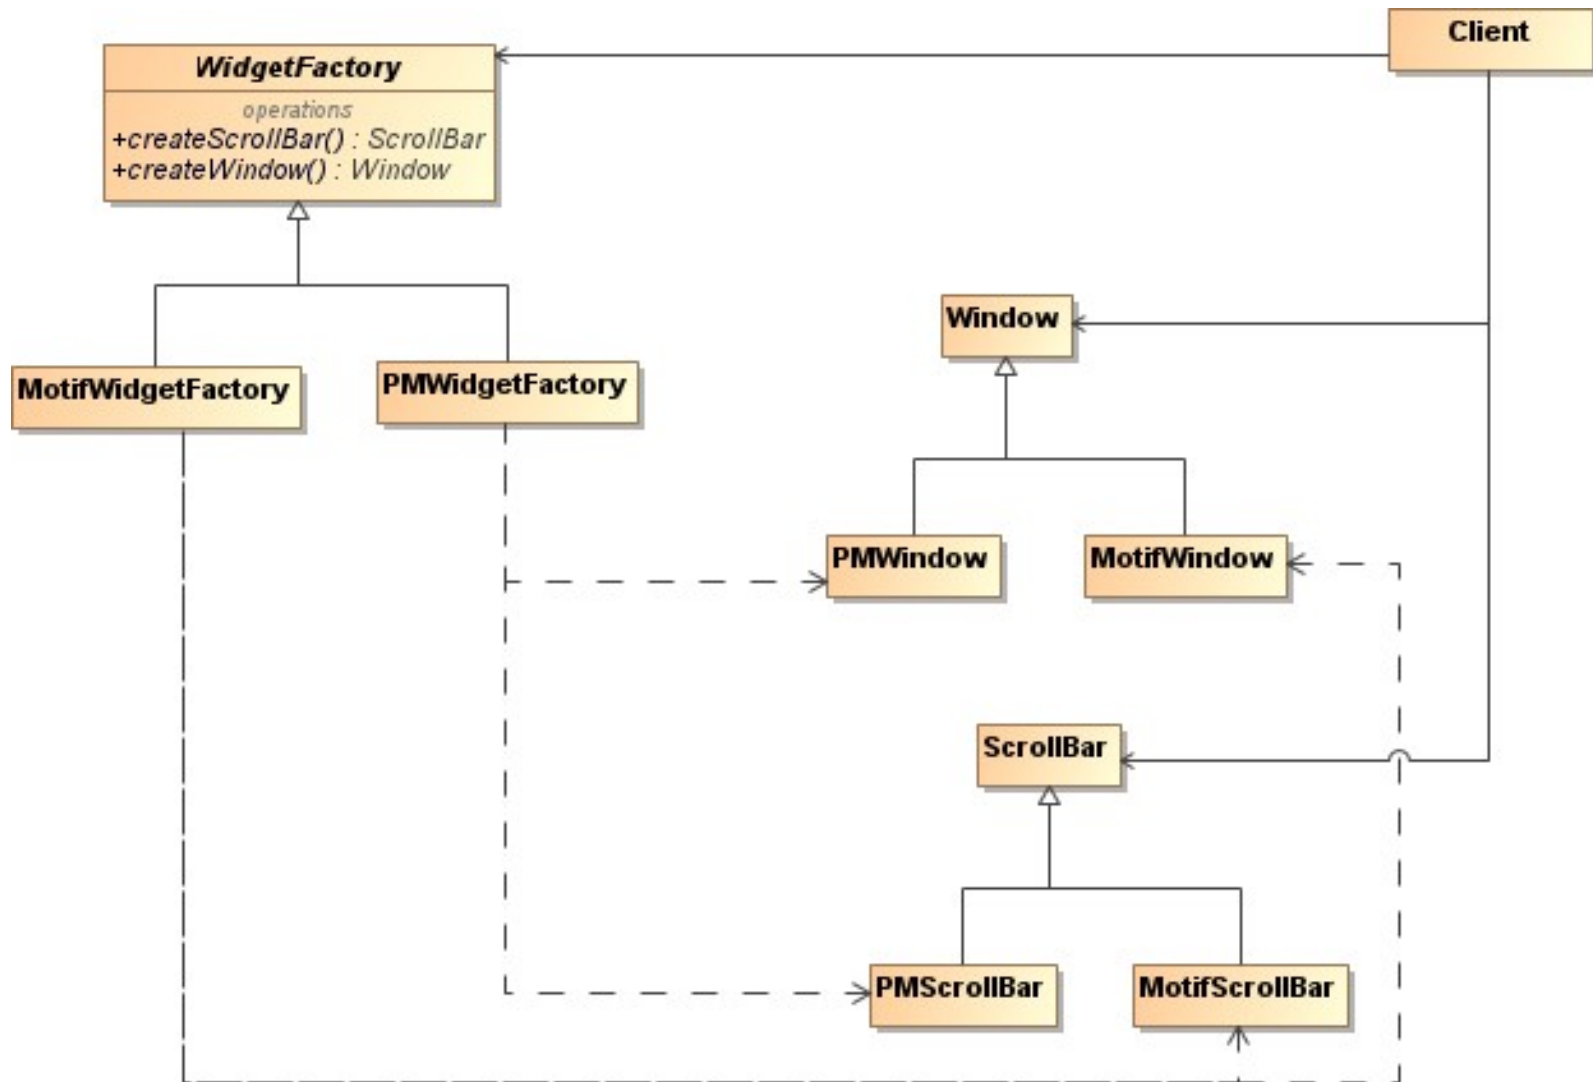 Client
WidgetFactory
operations
+createScrollBar() : ScrollBar
+createWindow() : Window
Window
MotifWidgetFactory
PMWidgetFactory
PMWindow
MotifWindow
ScrollBar
PMScrollBar
MotifScrollBar